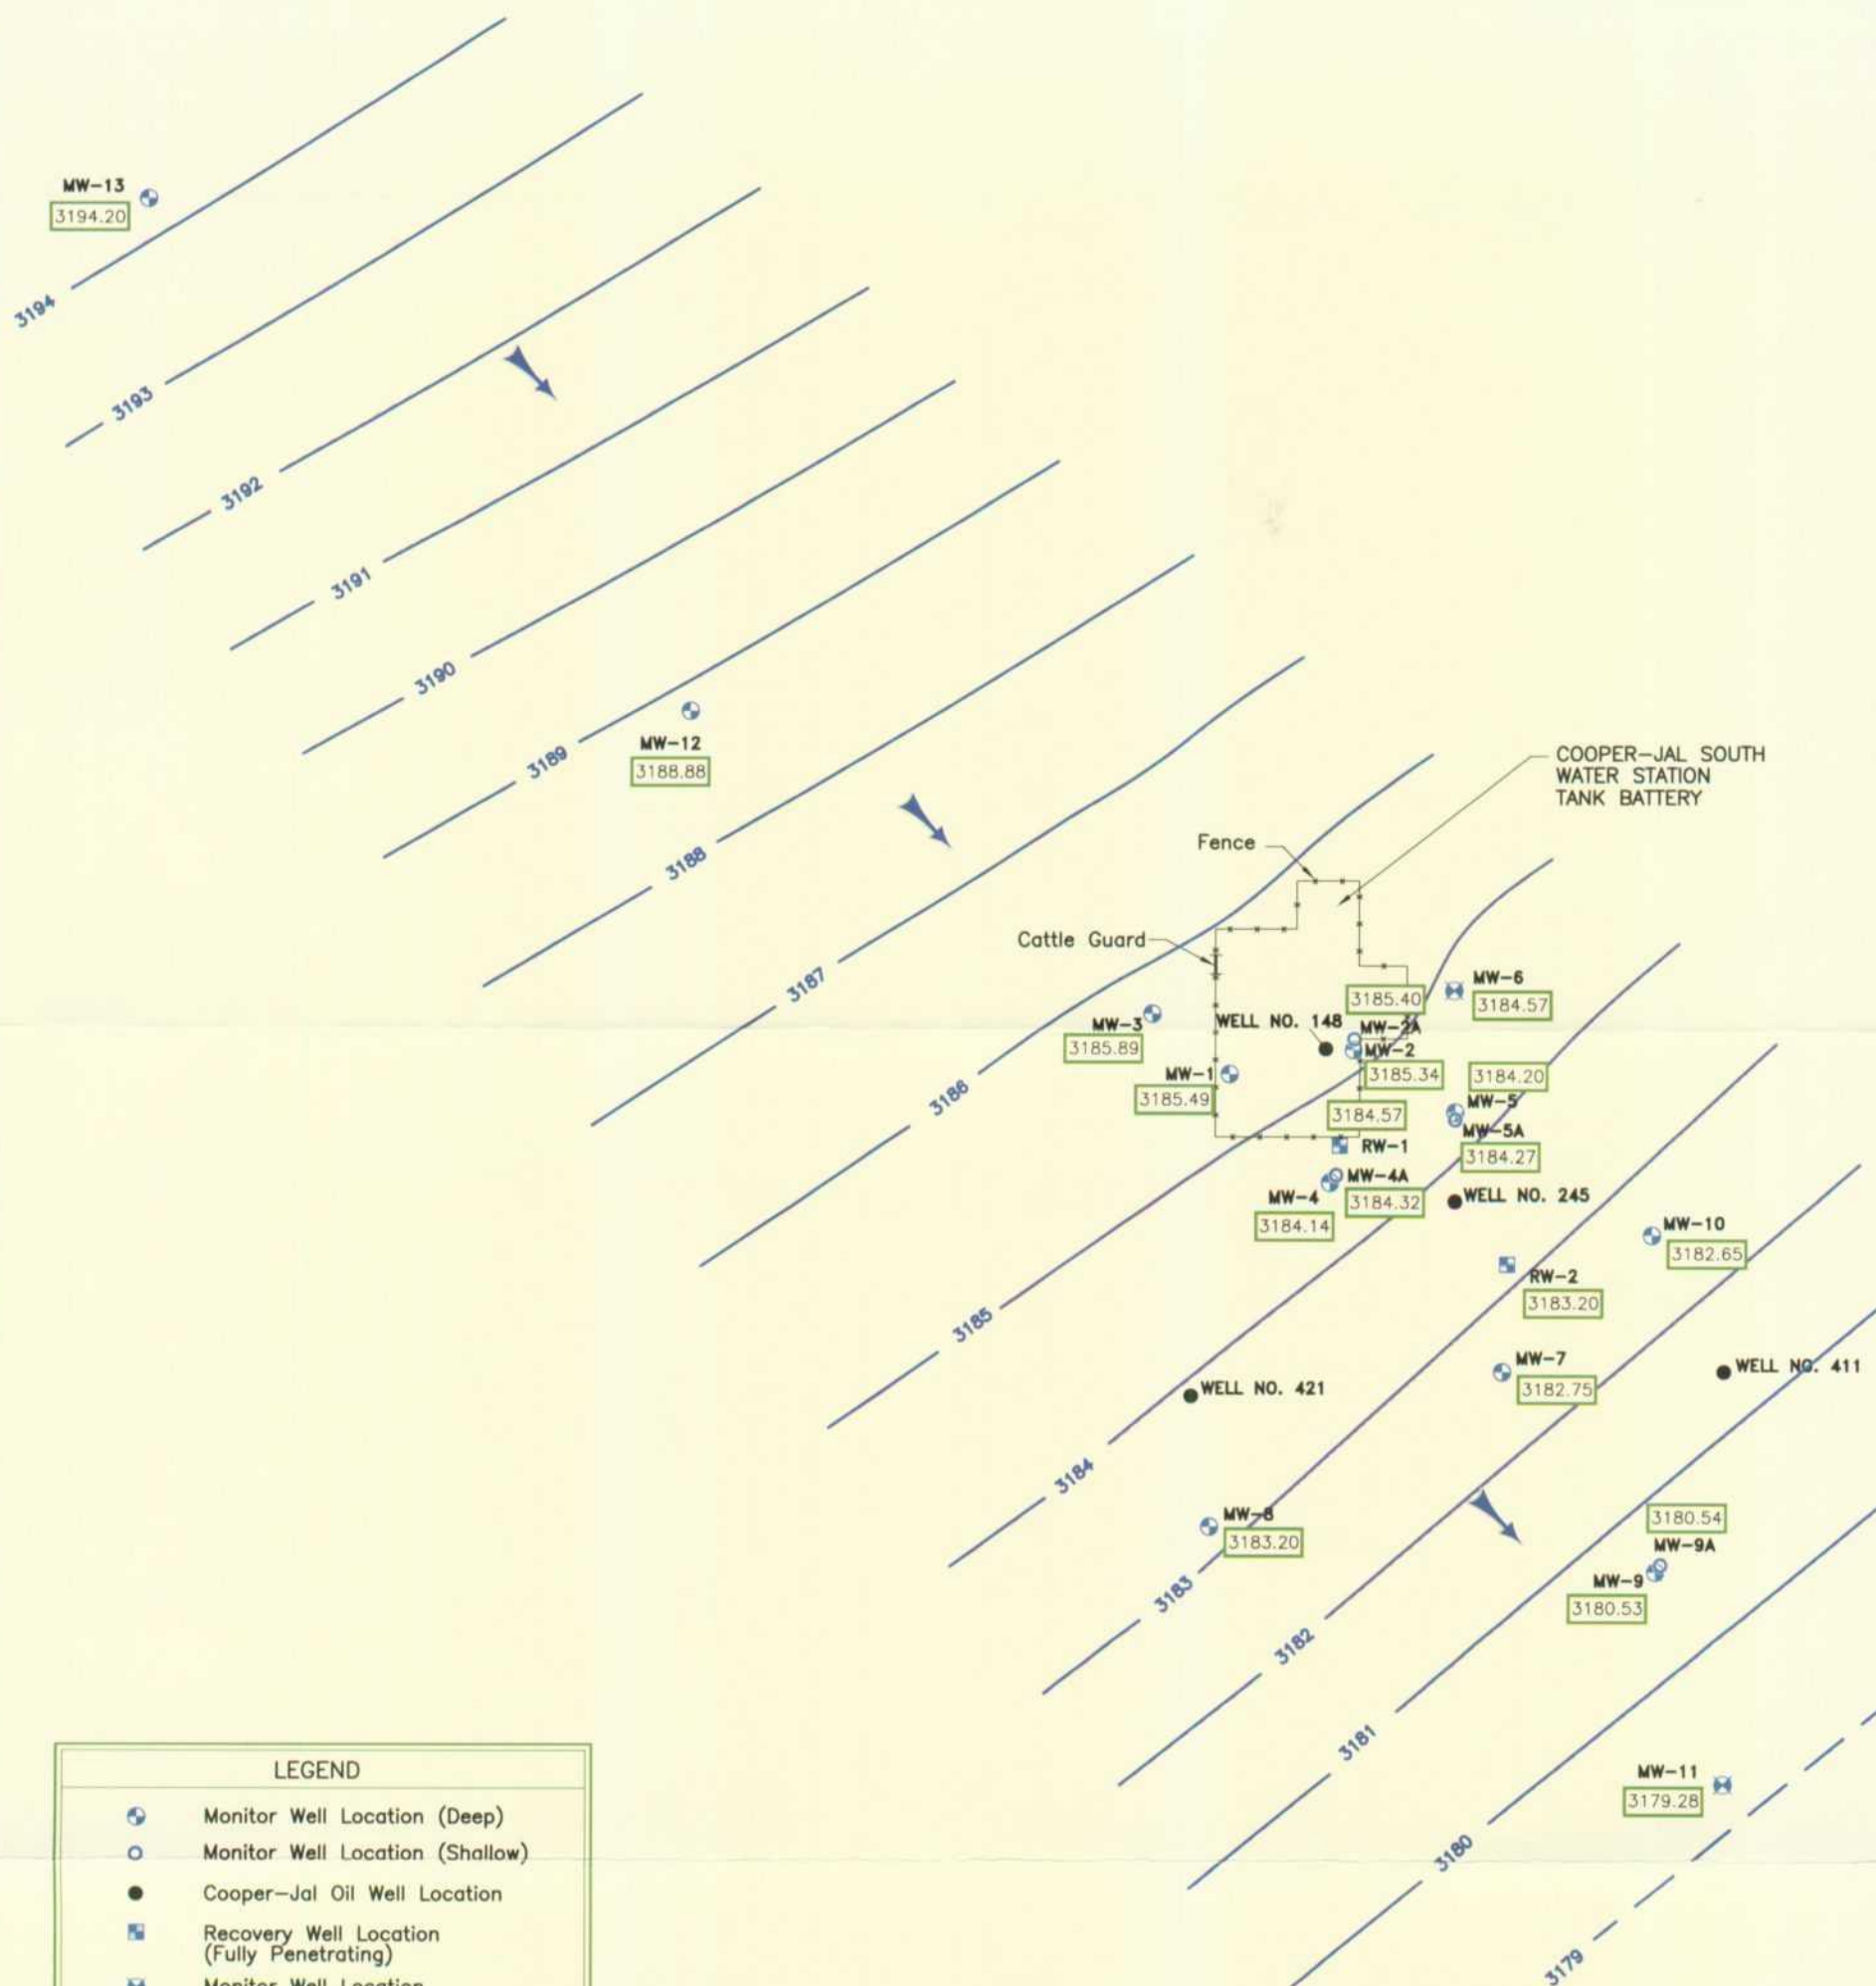 MW-13
3194.20
3194
3193
3192
3191
3190
3189
MW-12
3188.88
3188
3187
COOPER-JAL SOUTH
WATER STATION
TANK BATTERY
Fence
Cattle Guard
MW-6
3184.57
3185.40
MW-3
3185.89
WELL NO. 148
MW-2A
MW-2
3185.34
MW-1
3185.49
3184.20
MW-5
MW-5A
3184.27
3184.57
RW-1
3186
MW-4A
3184.32
MW-4
3184.14
WELL NO. 245
MW-10
3182.65
RW-2
3183.20
3185
MW-7
3182.75
WELL NO. 411
WELL NO. 421
3184
MW-8
3183.20
3180.54
MW-9A
MW-9
3180.53
3183
3182
3181
MW-11
3179.28
3180
3179
LEGEND
Monitor Well Location (Deep)
Monitor Well Location (Shallow)
Cooper-Jal Oil Well Location
Recovery Well Location
(Fully Penetrating)
Monitor Well Location